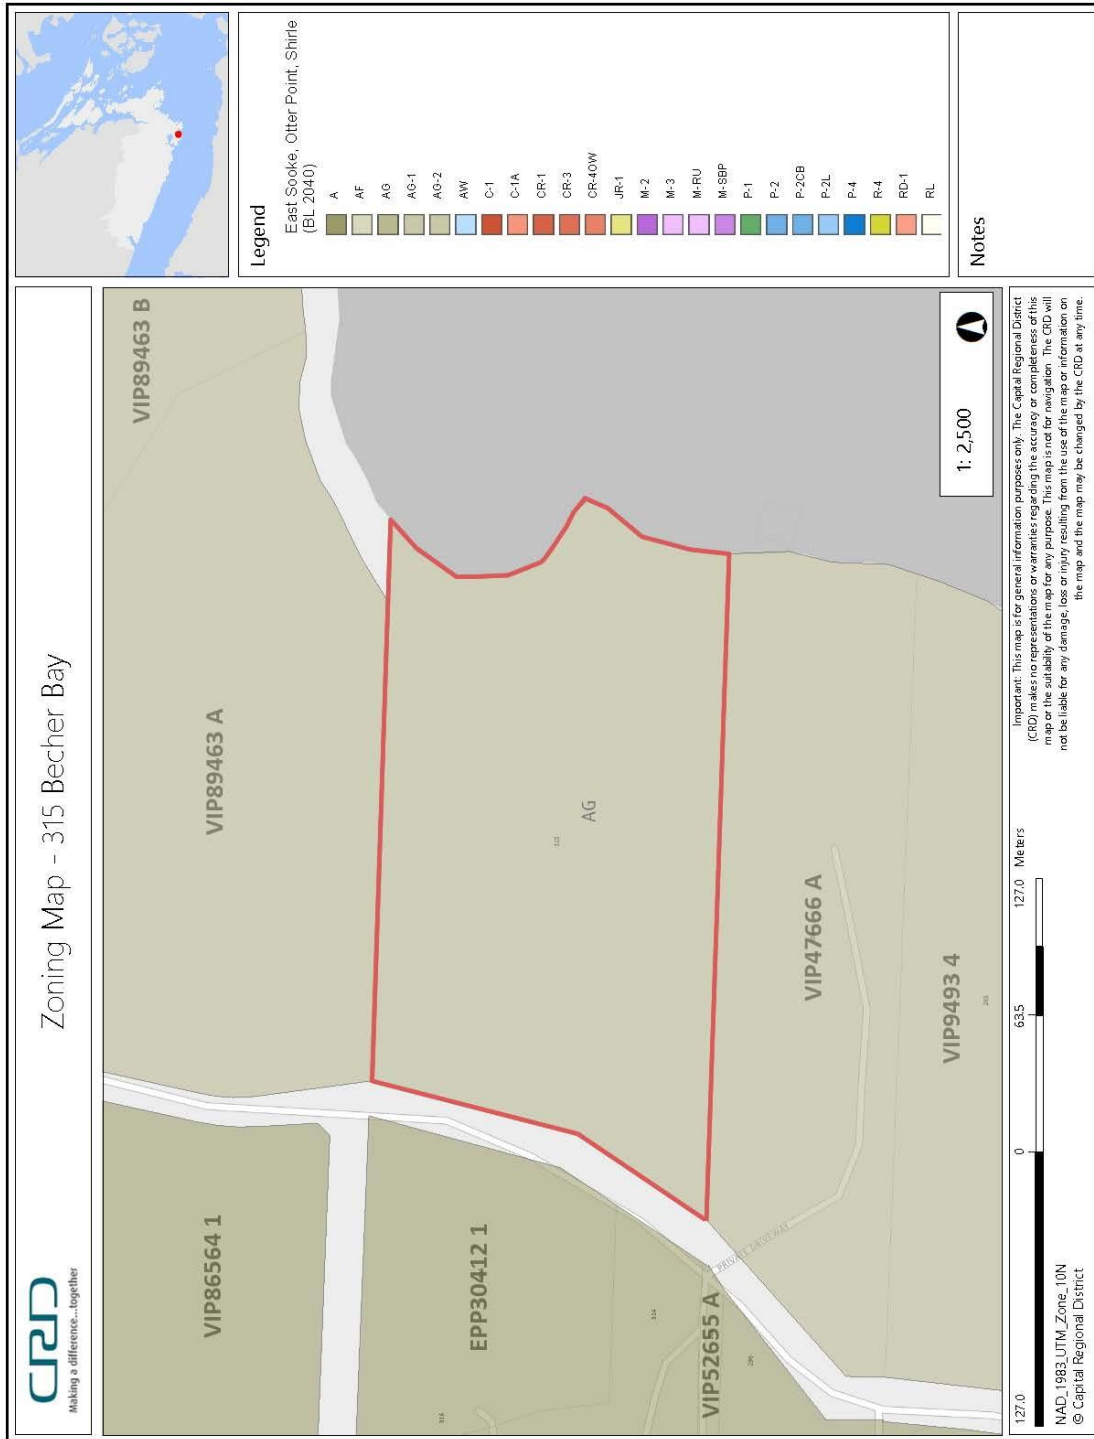 CRD
Making a difference...together
Zoning Map - 315 Becher Bay
VIP86564 1
VIP89463 A
VIP89463 B
EPP30412 1
AG
315
VIP52655 A
PRIVATE DRIVEWAY
VIP47666 A
VIP9493 4
1: 2,500
Legend
East Sooke, Otter Point, Shirle
(BL 2040)
A
AF
AG
AG-1
AG-2
AW
C-1
C-1A
CR-1
CR-3
CR-40W
JR-1
M-2
M-3
M-RU
M-SBP
P-1
P-2
P-2CB
P-2L
P-4
R-4
RD-1
RL
Notes
127.0
0
63.5
127.0 Meters
NAD_1983_UTM_Zone_10N
© Capital Regional District
Important: This map is for general information purposes only. The Capital Regional District
(CRD) makes no representations or warranties regarding the accuracy or completeness of this
map or the suitability of the map for any purpose. This map is not for navigation. The CRD will
not be liable for any damage, loss or injury resulting from the use of the map or information on
the map and the map may be changed by the CRD at any time.